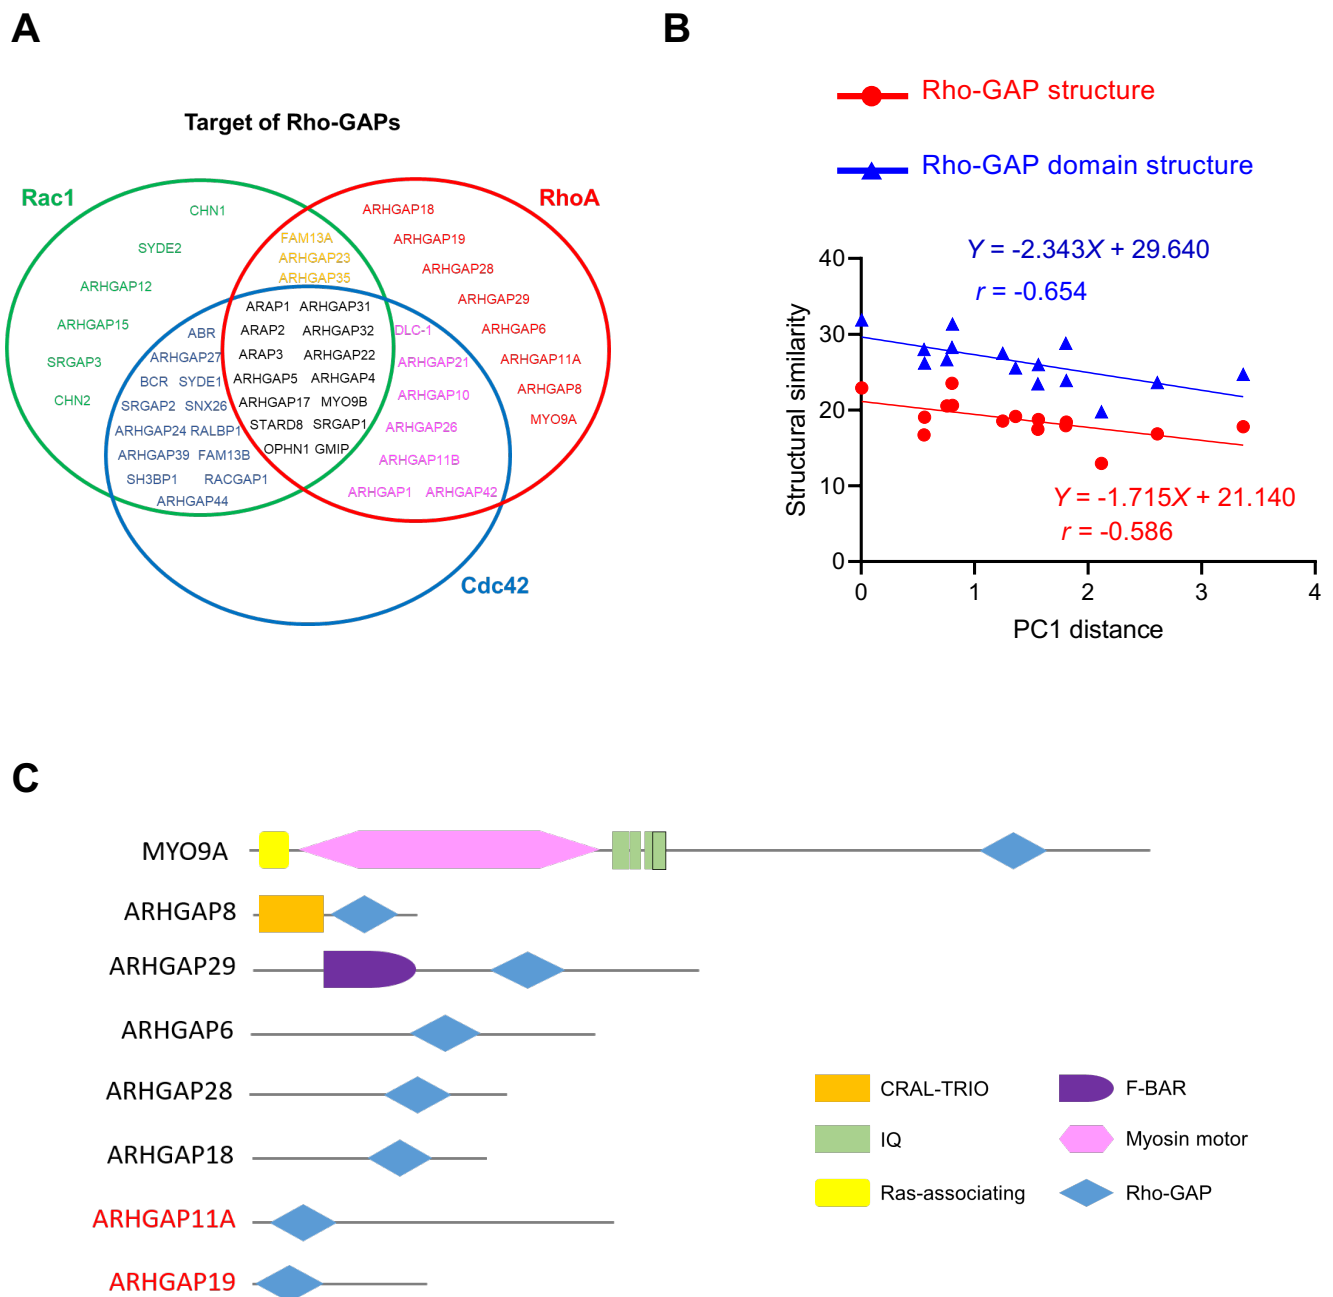 A
Target of Rho-GAPs
Rac1
RhoA
CHN1
SYDE2
ARHGAP12
ARHGAP15
SRGAP3
CHN2
FAM13A
ARHGAP23
ARHGAP35
ARHGAP18
ARHGAP19
ARHGAP28
ARHGAP29
ARHGAP6
ARHGAP11A
ARHGAP8
MYO9A
ABR
ARHGAP27
BCR SYDE1
SRGAP2 SNX26
ARHGAP24 RALBP1
ARHGAP39 FAM13B
SH3BP1 RACGAP1
ARHGAP44
ARAP1 ARHGAP31
ARAP2 ARHGAP32
ARAP3 ARHGAP22
ARHGAP5 ARHGAP4
ARHGAP17 MYO9B
STARD8 SRGAP1
OPHN1 GMIP
DLC-1
ARHGAP21
ARHGAP10
ARHGAP26
ARHGAP11B
ARHGAP1 ARHGAP42
Cdc42
B
Rho-GAP structure
Rho-GAP domain structure
Y = -2.343X + 29.640
r = -0.654
Structural similarity
40
30
20
10
0
Y = -1.715X + 21.140
r = -0.586
0 1 2 3 4
PC1 distance
C
MYO9A
ARHGAP8
ARHGAP29
ARHGAP6
ARHGAP28
ARHGAP18
ARHGAP11A
ARHGAP19
CRAL-TRIO
F-BAR
IQ
Myosin motor
Ras-associating
Rho-GAP